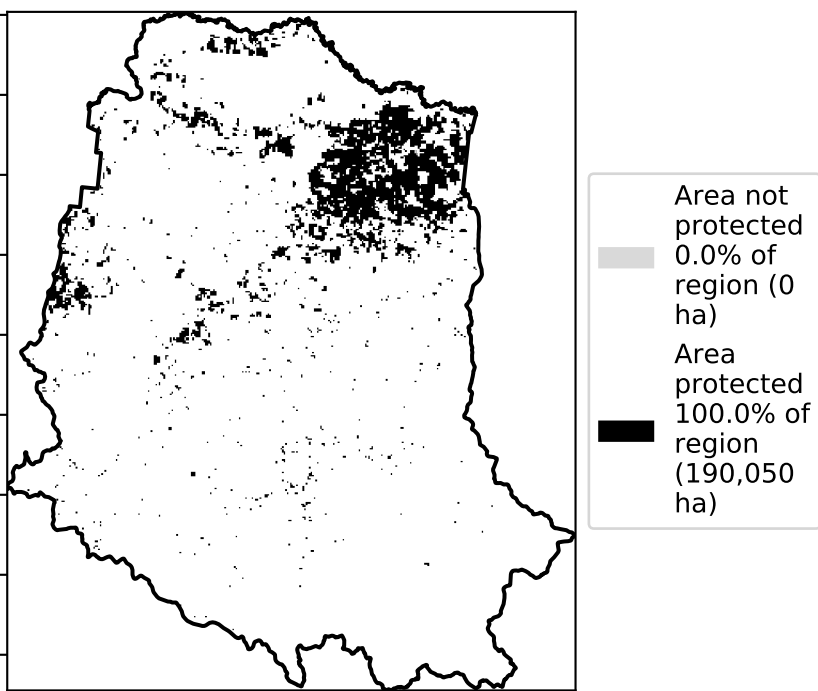 Area not
protected
0.0% of
region (0
ha)
Area
protected
100.0% of
region
(190,050
ha)